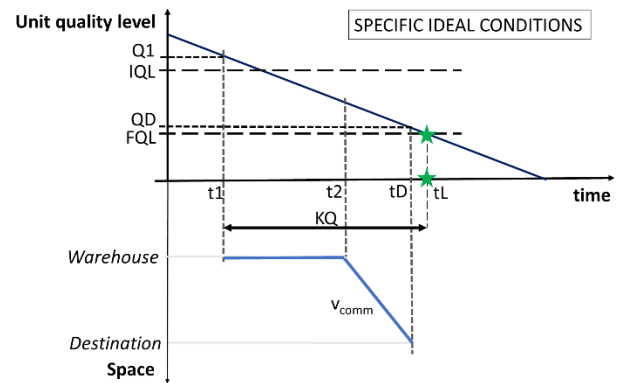 Unit quality level
SPECIFIC IDEAL CONDITIONS
Q1
IQL
QD
FQL
t1
t2
tD
tL
time
KQ
Warehouse
vcomm
Destination
Space